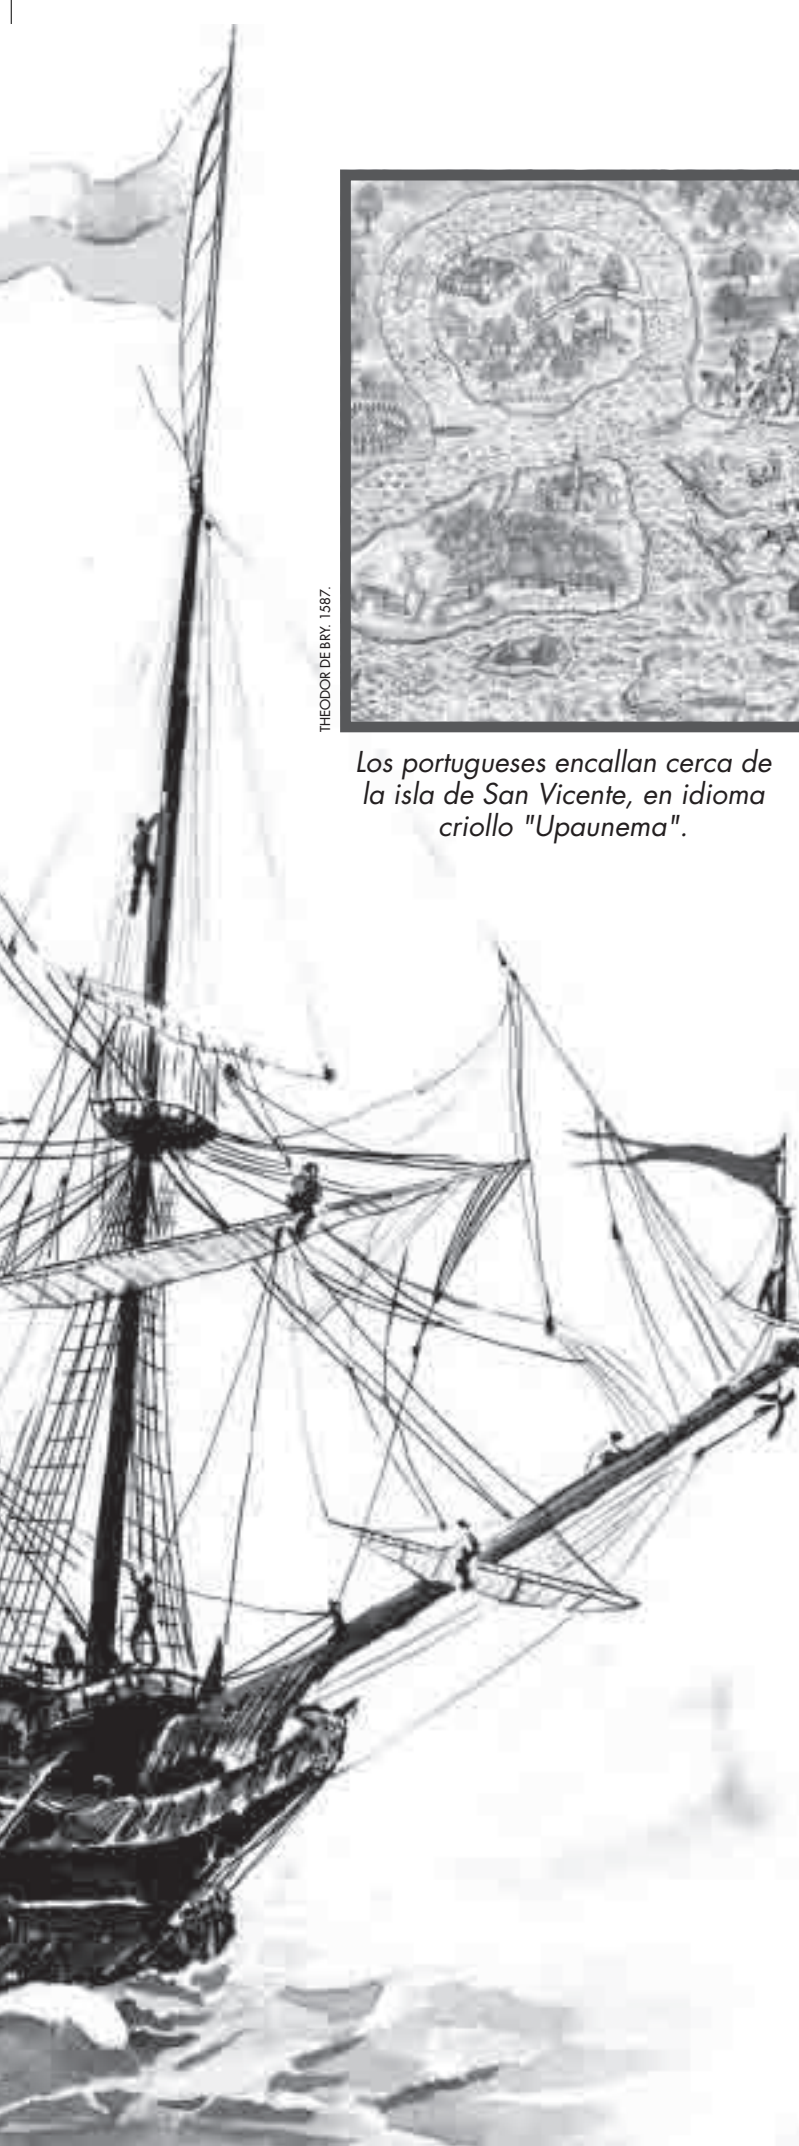 THEODOR DE BRY. 1587.
Los portugueses encallan cerca de
la isla de San Vicente, en idioma
criollo "Upaunema".